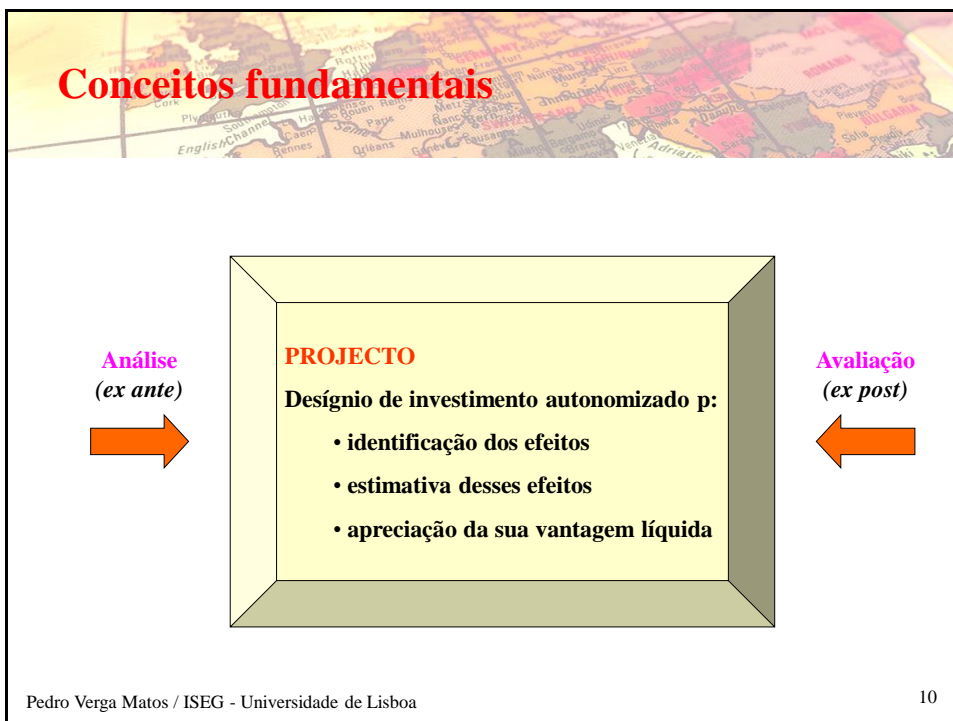 Conceitos fundamentais
Análise
(ex ante)
PROJECTO
Desígnio de investimento autonomizado p:
• identificação dos efeitos
• estimativa desses efeitos
• apreciação da sua vantagem líquida
Avaliação
(ex post)
Pedro Verga Matos / ISEG - Universidade de Lisboa
10